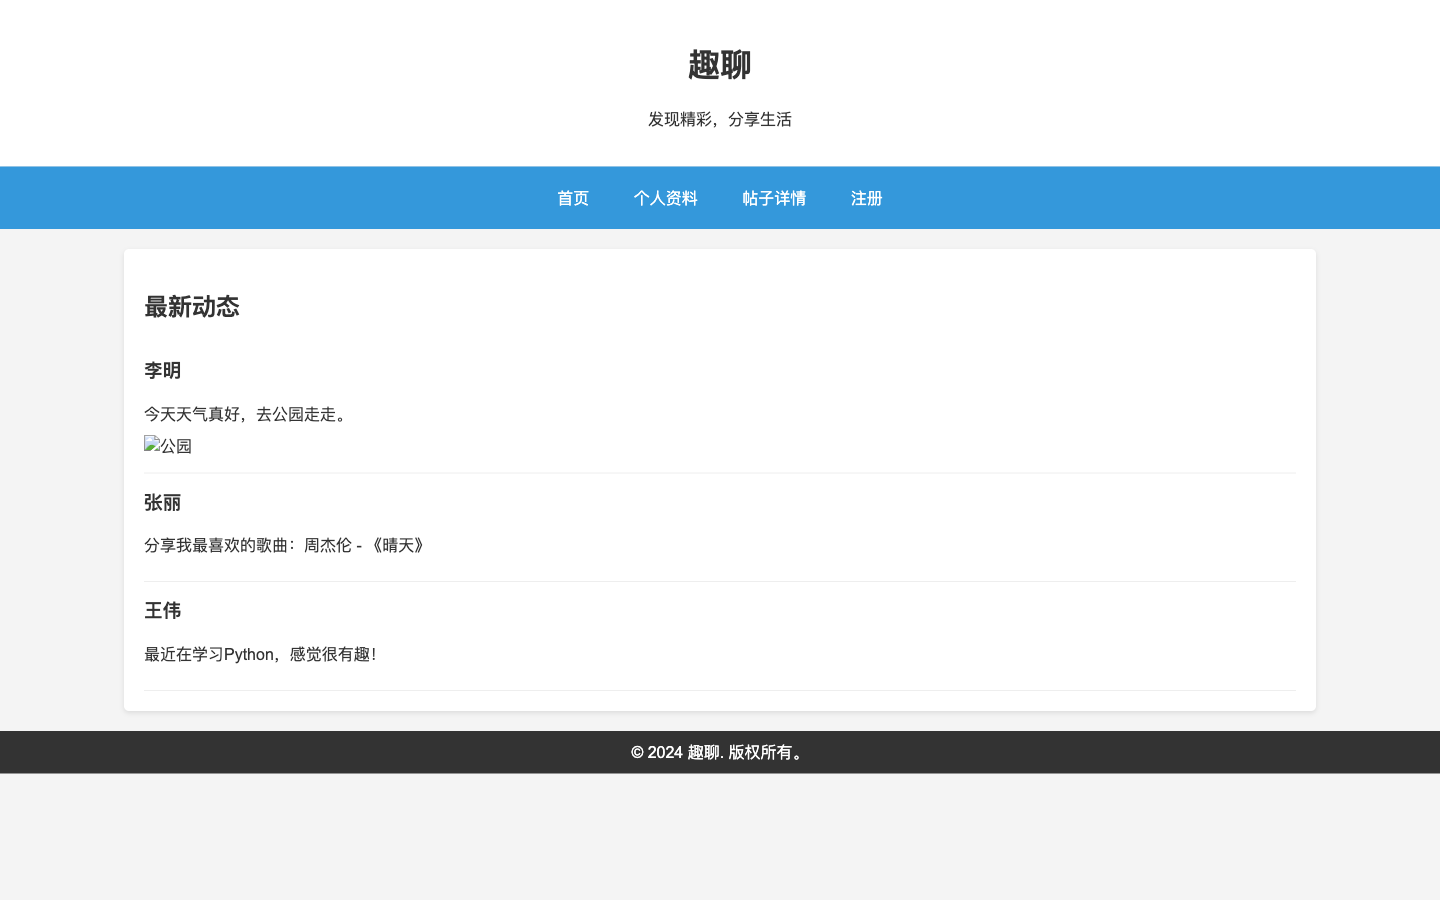 趣聊
发现精彩，分享生活
首页 个人资料 帖子详情 注册
最新动态
李明
今天天气真好，去公园走走。
公园
张丽
分享我最喜欢的歌曲：周杰伦 - 《晴天》
王伟
最近在学习Python，感觉很有趣！
© 2024 趣聊. 版权所有。